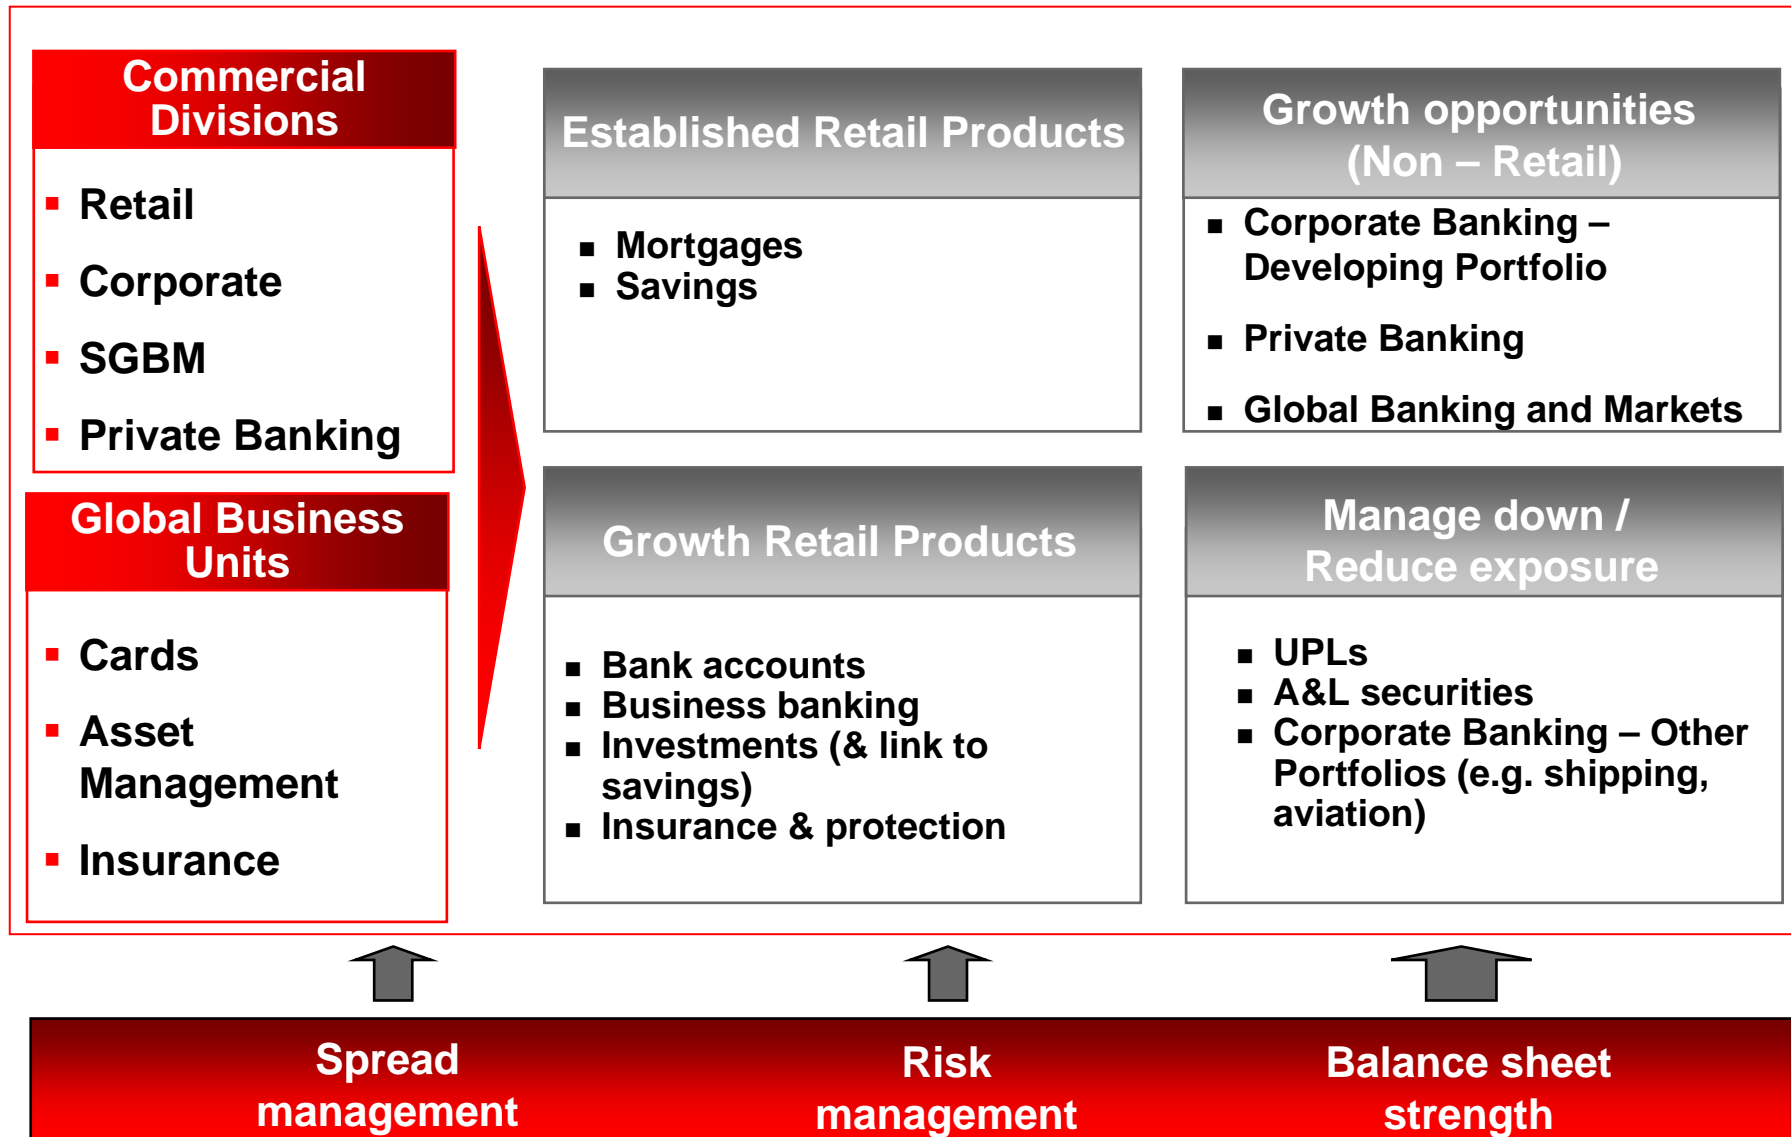 Commercial
Divisions
Retail
Corporate
SGBM
Private Banking
Global Business
Units
Cards
Asset
Management
Insurance
Established Retail Products
Mortgages
Savings
Growth opportunities
(Non – Retail)
Corporate Banking –
Developing Portfolio
Private Banking
Global Banking and Markets
Growth Retail Products
Bank accounts
Business banking
Investments (& link to
savings)
Insurance & protection
Manage down /
Reduce exposure
UPLs
A&L securities
Corporate Banking – Other
Portfolios (e.g. shipping,
aviation)
Spread
management
Risk
management
Balance sheet
strength